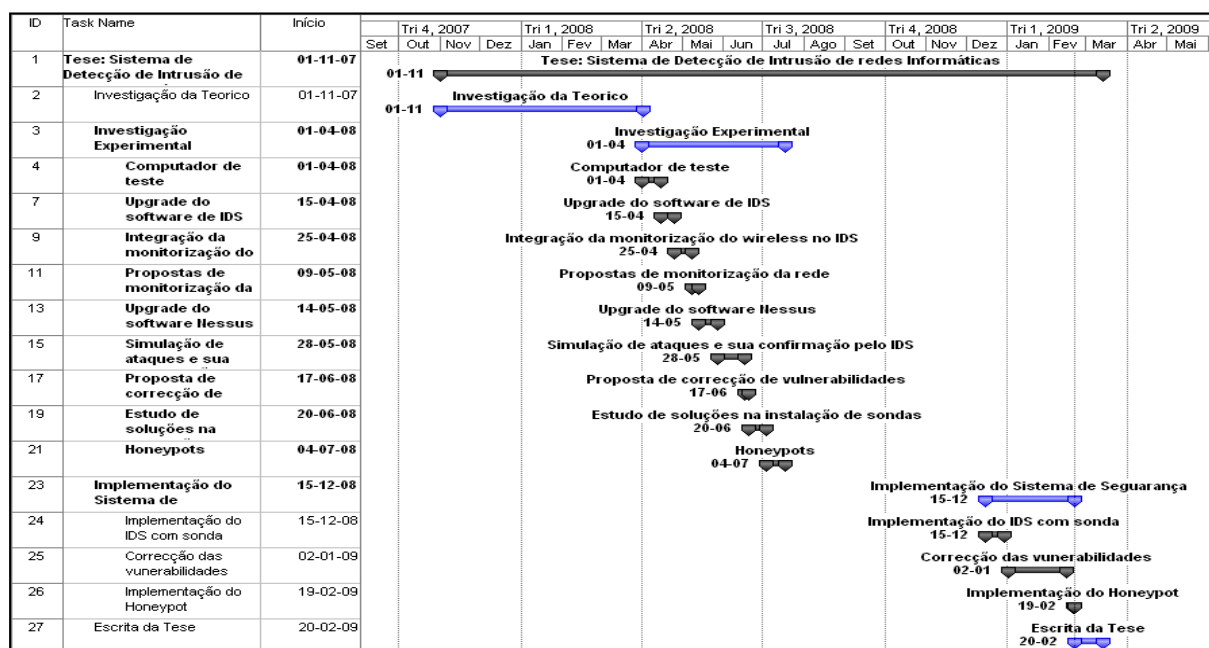 ID Task Name Início Tri 4, 2007 Tri 1, 2008 Tri 2, 2008 Tri 3, 2008 Tri 4, 2008 Tri 1, 2009 Tri 2, 2009
Set Out Nov Dez Jan Fev Mar Abr Mai Jun Jul Ago Set Out Nov Dez Jan Fev Mar Abr Mai
1 Tese: Sistema de 01-11-07 Tese: Sistema de Detecção de Intrusão de redes Informáticas
Detecção de Intrusão de 01-11
2 Investigação da Teorico 01-11-07 Investigação da Teorico
01-11
3 Investigação 01-04-08 Investigação Experimental
Experimental 01-04
4 Computador de 01-04-08 Computador de teste
teste 01-04
7 Upgrade do 15-04-08 Upgrade do software de IDS
software de IDS 15-04
9 Integração da 25-04-08 Integração da monitorização do wireless no IDS
monitorização do 25-04
11 Propostas de 09-05-08 Propostas de monitorização da rede
monitorização da 09-05
13 Upgrade do 14-05-08 Upgrade do software Nessus
software Nessus 14-05
15 Simulação de 28-05-08 Simulação de ataques e sua confirmação pelo IDS
ataques e sua 28-05
17 Proposta de 17-06-08 Proposta de correcção de vulnerabilidades
correcção de 17-06
19 Estudo de 20-06-08 Estudo de soluções na instalação de sondas
soluções na 20-06
21 Honeypots 04-07-08 Honeypots
04-07
23 Implementação do 15-12-08 Implementação do Sistema de Seguarança
Sistema de 15-12
24 Implementação do 15-12-08 Implementação do IDS com sonda
IDS com sonda 15-12
25 Correcção das 02-01-09 Correcção das vunerabilidades
vunerabilidades 02-01
26 Implementação do 19-02-09 Implementação do Honeypot
Honeypot 19-02
27 Escrita da Tese 20-02-09 Escrita da Tese
20-02